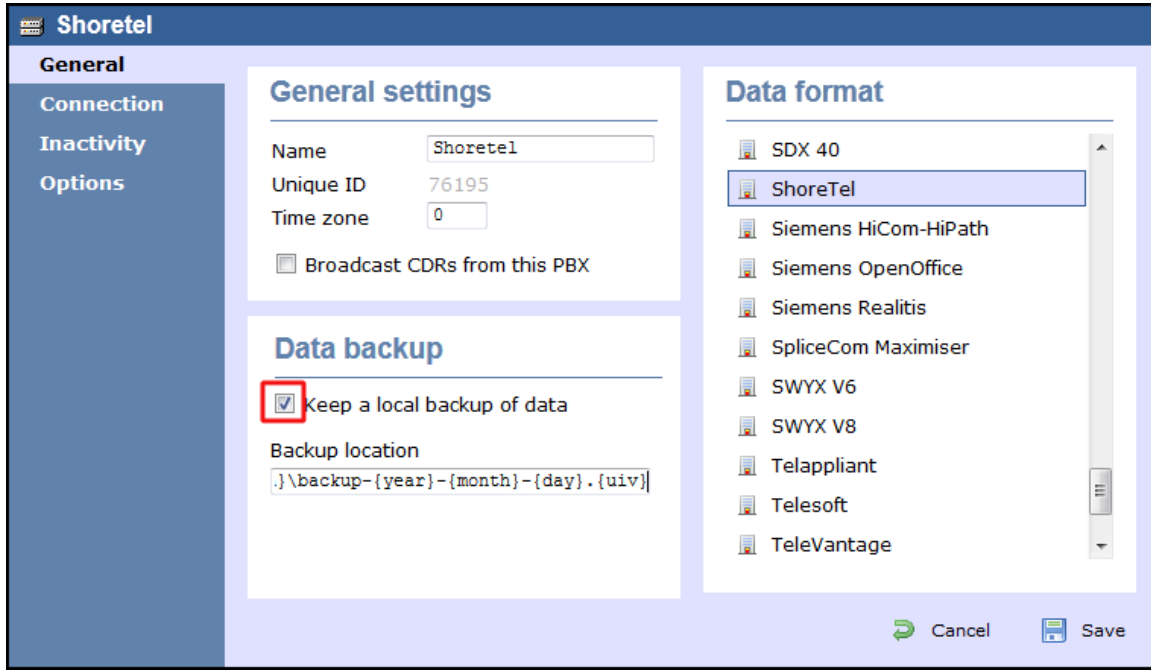 Shoretel
General
Connection
Inactivity
Options
General settings
Name Shoretel
Unique ID 76195
Time zone 0
Broadcast CDRs from this PBX
Data backup
Keep a local backup of data
Backup location
.}\backup-{year}-{month}-{day}.{uiv}
Data format
SDX 40
ShoreTel
Siemens HiCom-HiPath
Siemens OpenOffice
Siemens Realitis
SpliceCom Maximiser
SWYX V6
SWYX V8
Telappliant
Telesoft
TeleVantage
Cancel Save